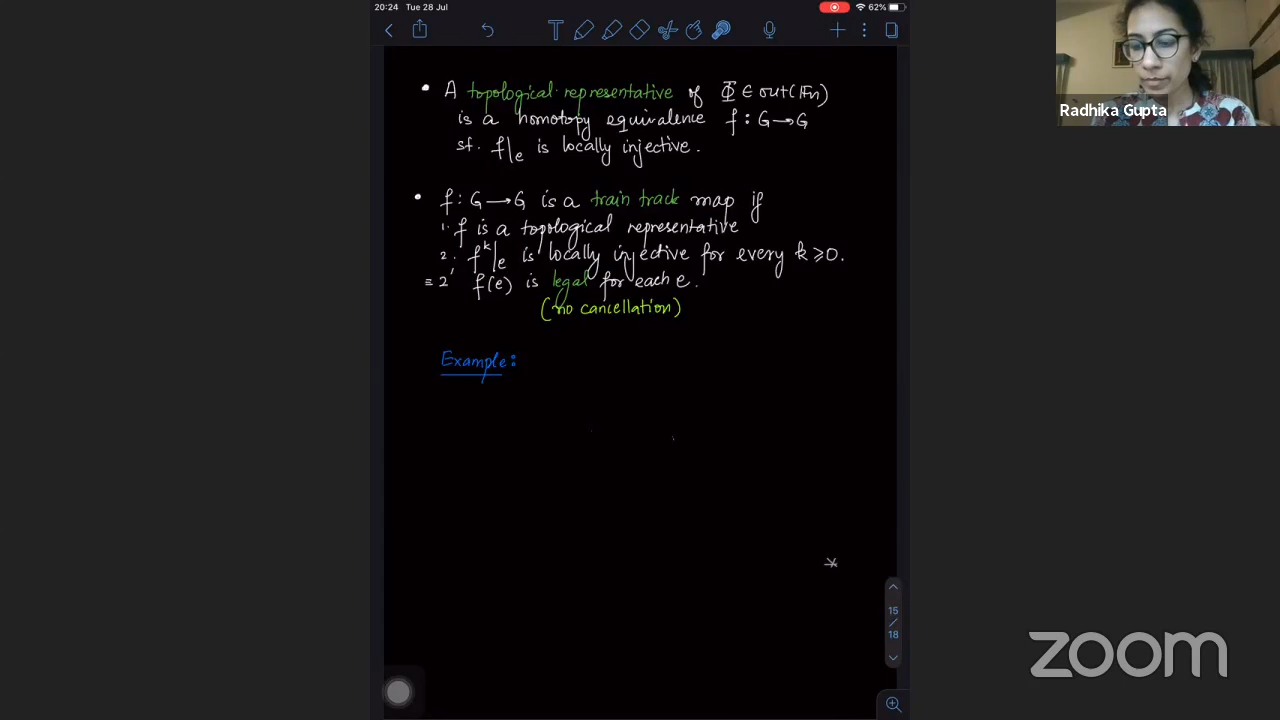 20:24 Tue 28 Jul
62%
Radhika Gupta
• A topological representative of Φ ∈ out(Fn)
is a homotopy equivalence f : G → G
st. f|e is locally injective.
• f : G → G is a train track map if
1. f is a topological representative
2. f^k|e is locally injective for every k ≥ 0.
≡ 2' f(e) is legal for each e.
(no cancellation)
Example:
15
/
18
zoom